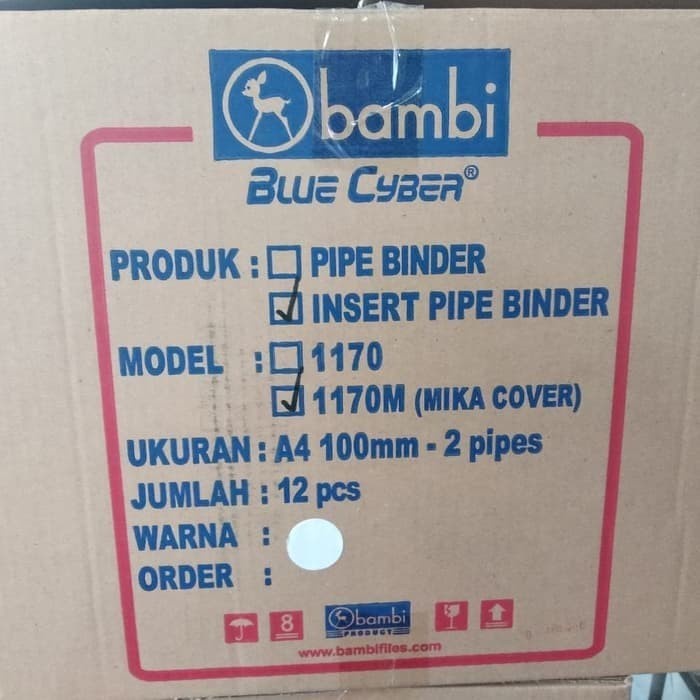 bambi
BLUE CYBER®
PRODUK : PIPE BINDER
INSERT PIPE BINDER
MODEL : 1170
1170M (MIKA COVER)
UKURAN : A4 100mm - 2 pipes
JUMLAH : 12 pcs
WARNA :
ORDER :
8
bambi
PRODUCT
www.bambifiles.com